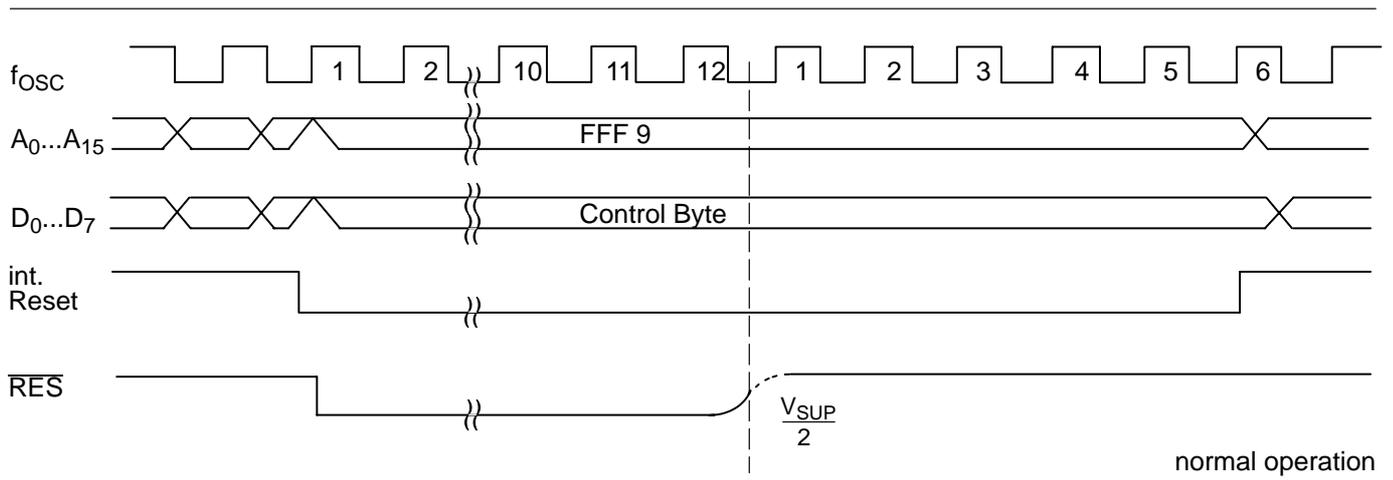 fOSC 1 2 10 11 12 1 2 3 4 5 6
A0...A15 FFF 9
D0...D7 Control Byte
int.
Reset
RES
VSUP
2
normal operation